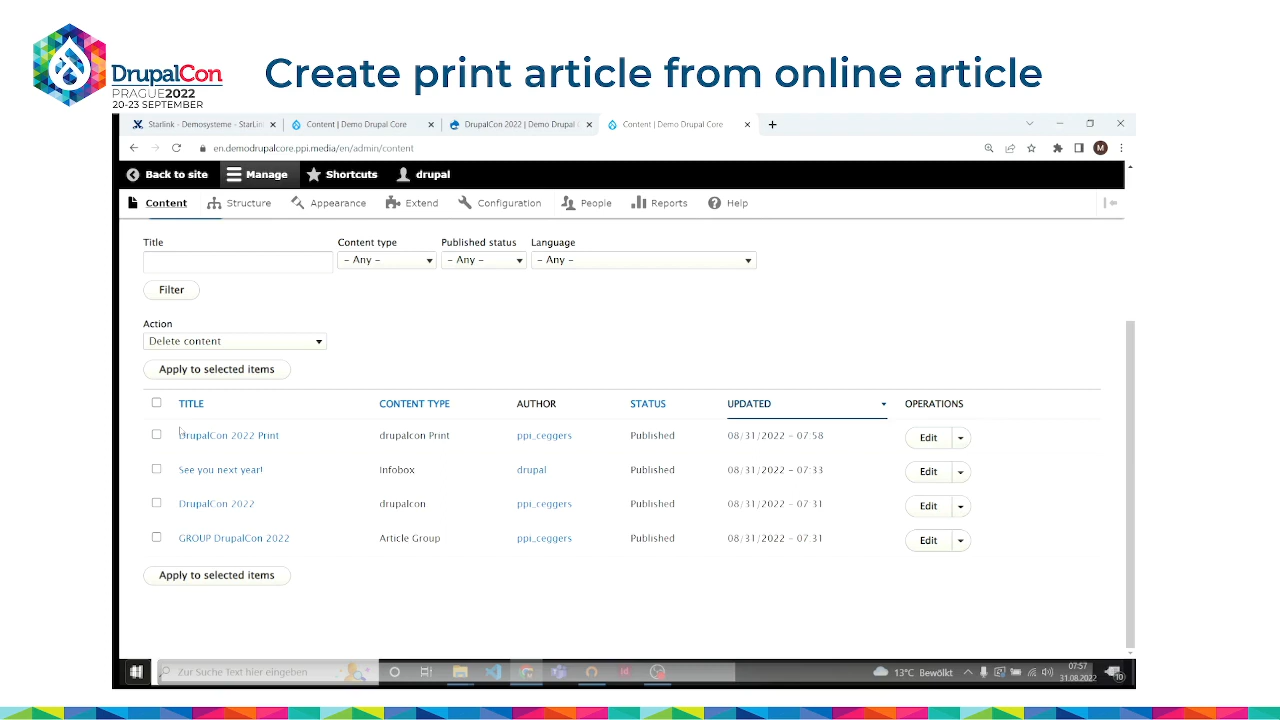 DrupalCon
PRAGUE2022
20-23 SEPTEMBER
Create print article from online article
Starlink - Demosysteme - StarLin
Content | Demo Drupal Core
DrupalCon 2022 | Demo Drupal
Content | Demo Drupal Core
en.demodrupalcore.ppi.media/en/admin/content
M
Back to site
Manage
Shortcuts
drupal
Content
Structure
Appearance
Extend
Configuration
People
Reports
Help
Title
Content type
Published status
Language
- Any -
- Any -
- Any -
Filter
Action
Delete content
Apply to selected items
TITLE CONTENT TYPE AUTHOR STATUS UPDATED OPERATIONS
DrupalCon 2022 Print drupalcon Print ppi_ceggers Published 08/31/2022 - 07:58 Edit
See you next year! Infobox drupal Published 08/31/2022 - 07:33 Edit
DrupalCon 2022 drupalcon ppi_ceggers Published 08/31/2022 - 07:31 Edit
GROUP DrupalCon 2022 Article Group ppi_ceggers Published 08/31/2022 - 07:31 Edit
Apply to selected items
Zur Suche Text hier eingeben
13°C Bewölkt
07:57
31.08.2022